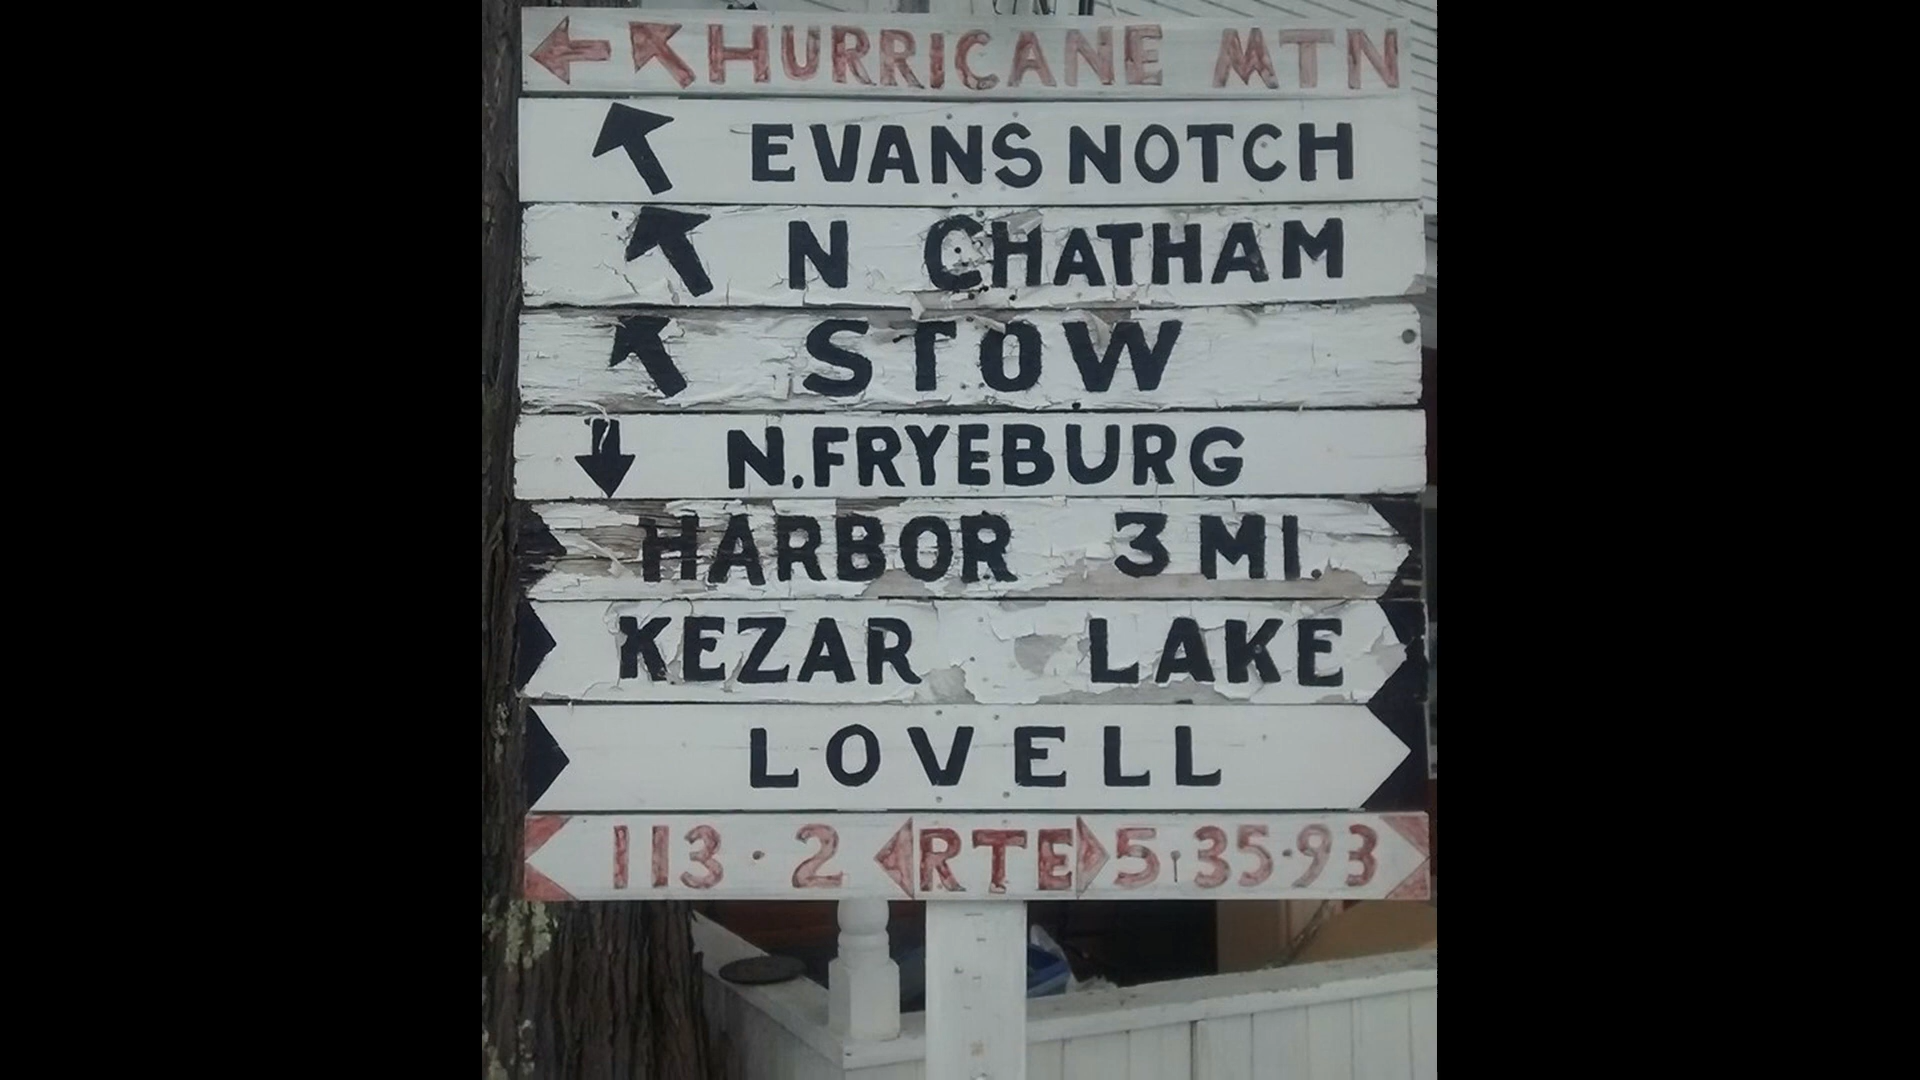 HURRICANE MTN
EVANS NOTCH
N CHATHAM
STOW
N.FRYEBURG
HARBOR 3 MI.
KEZAR LAKE
LOVELL
113 · 2 RTE 5·35·93